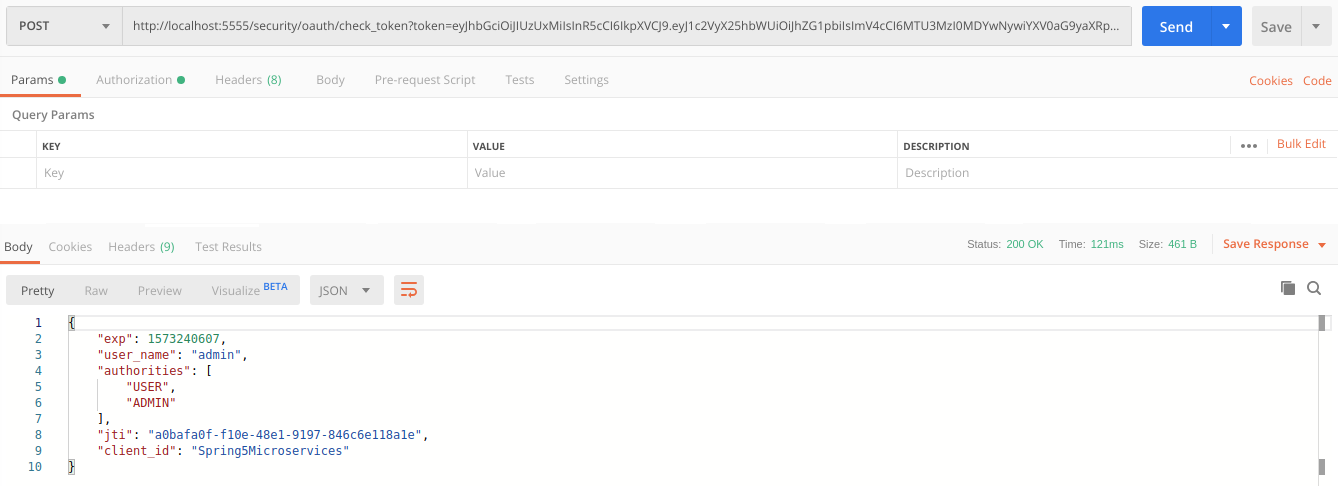 POST http://localhost:5555/security/oauth/check_token?token=eyJhbGciOiJIUzUxMiIsInR5cCI6IkpXVCJ9.eyJ1c2VyX25hbWUiOiJhZG1pbiIsImV4cCI6MTU3MzI0MDYwNywiYXV0aG9yaXRp... Send Save
Params Authorization Headers (8) Body Pre-request Script Tests Settings Cookies Code
Query Params
KEY VALUE DESCRIPTION ••• Bulk Edit
Key Value Description
Body Cookies Headers (9) Test Results Status: 200 OK Time: 121ms Size: 461 B Save Response
Pretty Raw Preview Visualize BETA JSON
1 {
2 "exp": 1573240607,
3 "user_name": "admin",
4 "authorities": [
5 "USER",
6 "ADMIN"
7 ],
8 "jti": "a0bafa0f-f10e-48e1-9197-846c6e118a1e",
9 "client_id": "Spring5Microservices"
10 }